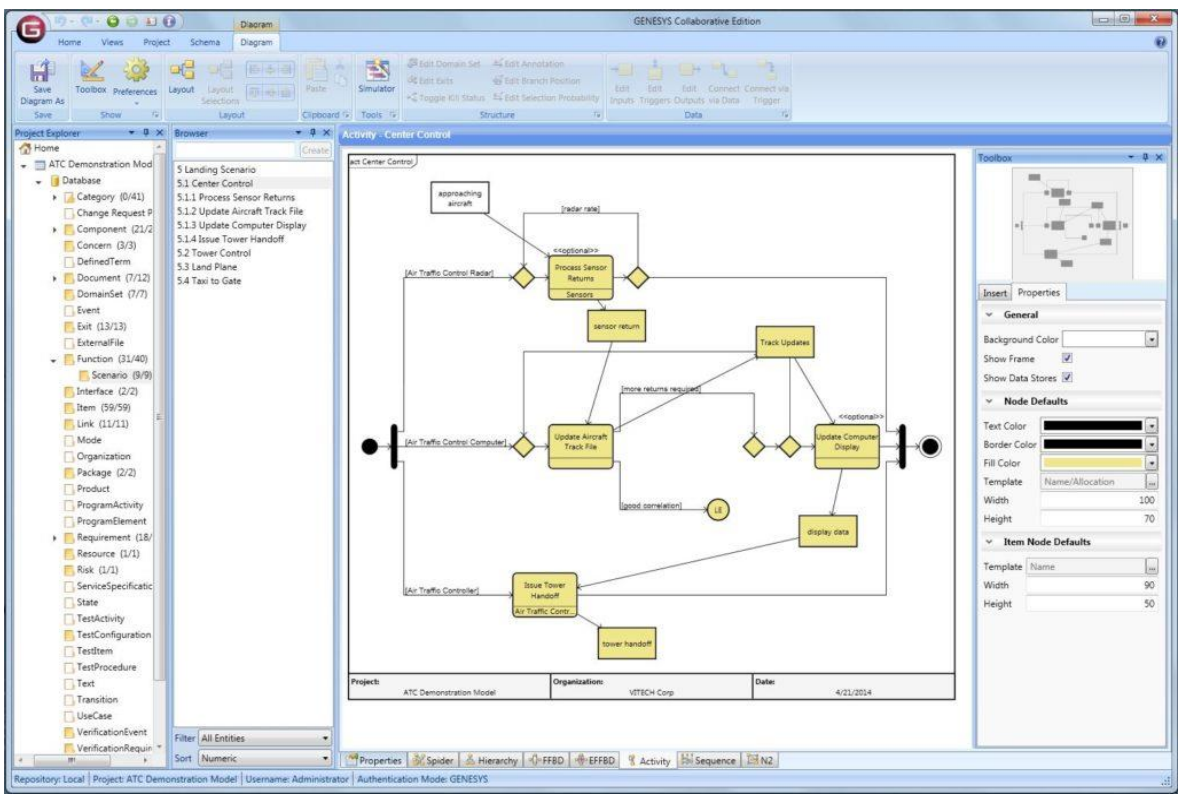 Diagram
GENESYS Collaborative Edition
Home Views Project Schema Diagram
Save Diagram As
Toolbox
Preferences
Layout
Layout Selections
Paste
Simulator
Edit Domain Set
Edit Exits
Toggle Kill Status
Edit Annotation
Edit Branch Position
Edit Selection Probability
Edit Inputs
Edit Triggers
Edit Outputs
Connect via Data
Connect via Trigger
Save Show Layout Clipboard Tools Structure Data
Project Explorer
Home
ATC Demonstration Mod
Database
Category (0/41)
Change Request P
Component (21/2
Concern (3/3)
DefinedTerm
Document (7/12)
DomainSet (7/7)
Event
Exit (13/13)
ExternalFile
Function (31/40)
Scenario (9/9)
Interface (2/2)
Item (59/59)
Link (11/11)
Mode
Organization
Package (2/2)
Product
ProgramActivity
ProgramElement
Requirement (18/
Resource (1/1)
Risk (1/1)
ServiceSpecificatic
State
TestActivity
TestConfiguration
TestItem
TestProcedure
Text
Transition
UseCase
VerificationEvent
VerificationRequire
Browser
Create
5 Landing Scenario
5.1 Center Control
5.1.1 Process Sensor Returns
5.1.2 Update Aircraft Track File
5.1.3 Update Computer Display
5.1.4 Issue Tower Handoff
5.2 Tower Control
5.3 Land Plane
5.4 Taxi to Gate
Filter All Entities
Sort Numeric
Activity - Center Control
act Center Control
approaching
aircraft
[radar rate]
<<optional>>
[Air Traffic Control Radar]
Process Sensor
Returns
Sensors
sensor return
Track Updates
[more returns required]
<<optional>>
[Air Traffic Control Computer]
Update Aircraft
Track File
Update Computer
Display
[good correlation]
LE
display data
[Air Traffic Controller]
Issue Tower
Handoff
Air Traffic Contr...
tower handoff
Project:
ATC Demonstration Model
Organization:
VITECH Corp
Date:
4/21/2014
Properties Spider Hierarchy FFBD EFFBD Activity Sequence N2
Toolbox
Insert Properties
General
Background Color
Show Frame
Show Data Stores
Node Defaults
Text Color
Border Color
Fill Color
Template Name/Allocation
Width 100
Height 70
Item Node Defaults
Template Name
Width 90
Height 50
Repository: Local Project: ATC Demonstration Model Username: Administrator Authentication Mode: GENESYS